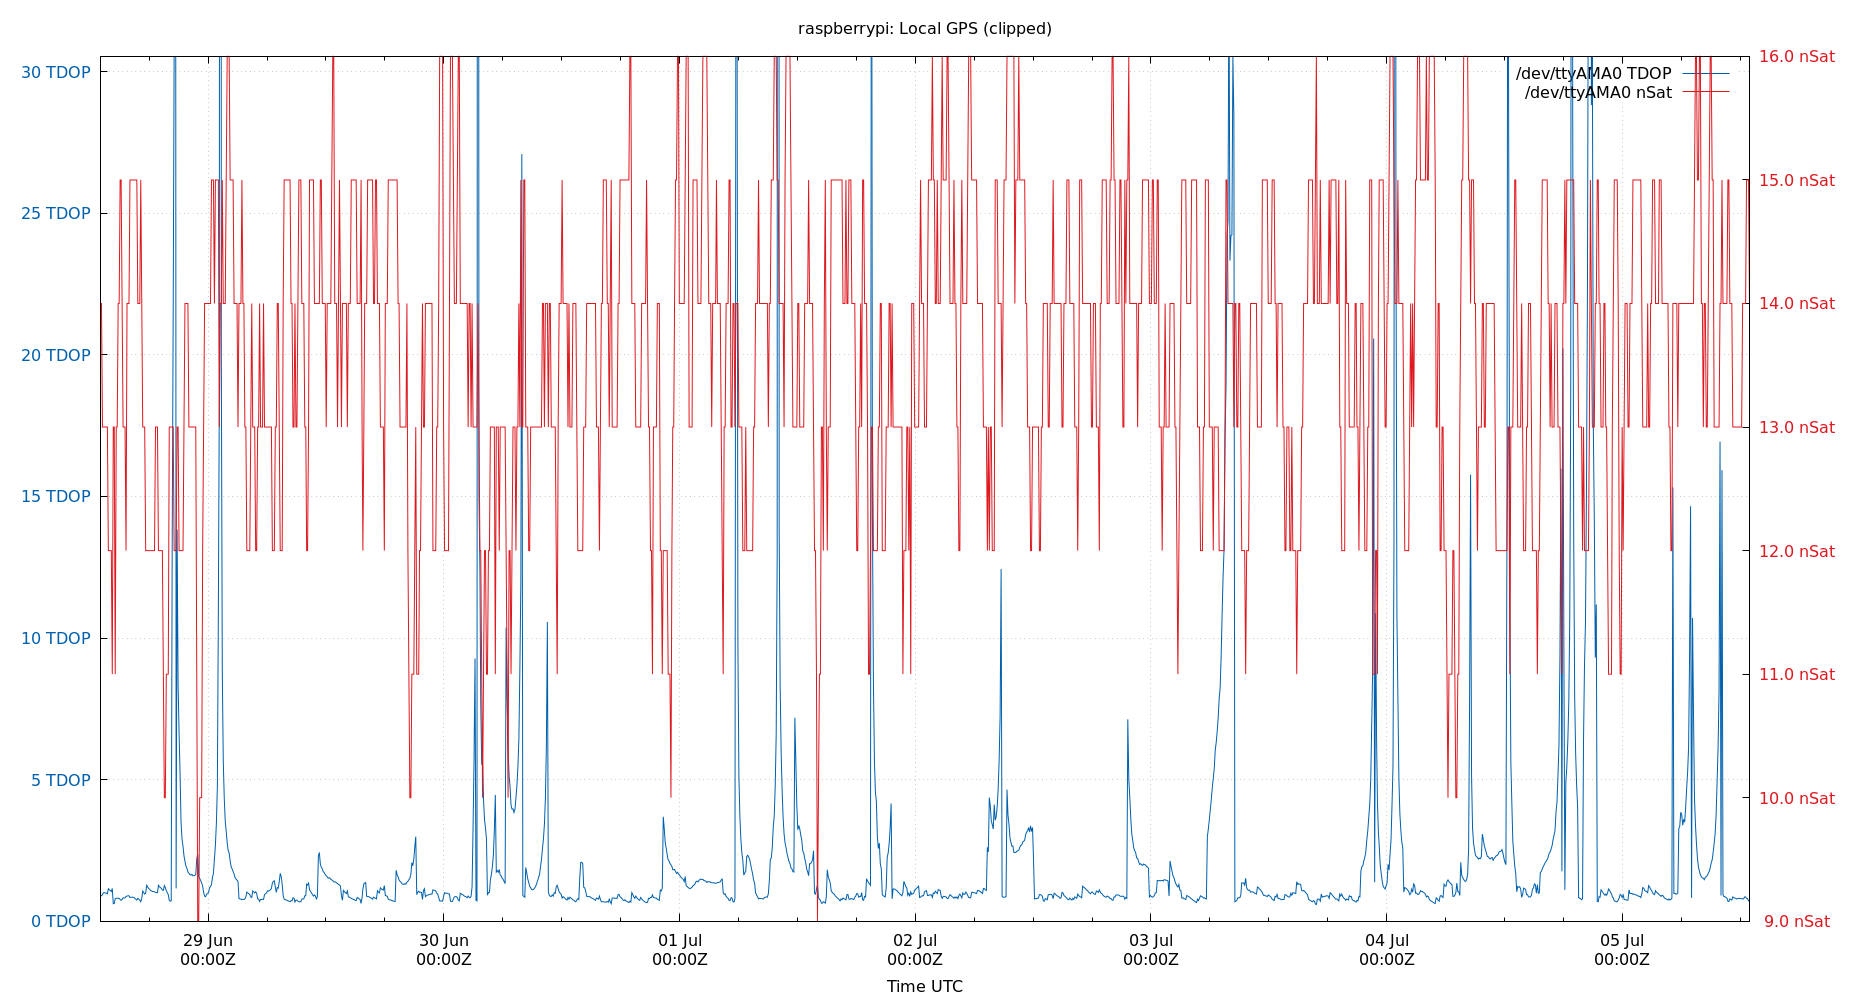 raspberrypi: Local GPS (clipped)
30 TDOP
25 TDOP
20 TDOP
15 TDOP
10 TDOP
5 TDOP
0 TDOP
16.0 nSat
15.0 nSat
14.0 nSat
13.0 nSat
12.0 nSat
11.0 nSat
10.0 nSat
9.0 nSat
/dev/ttyAMA0 TDOP
/dev/ttyAMA0 nSat
29 Jun 30 Jun 01 Jul 02 Jul 03 Jul 04 Jul 05 Jul
00:00Z 00:00Z 00:00Z 00:00Z 00:00Z 00:00Z 00:00Z
Time UTC